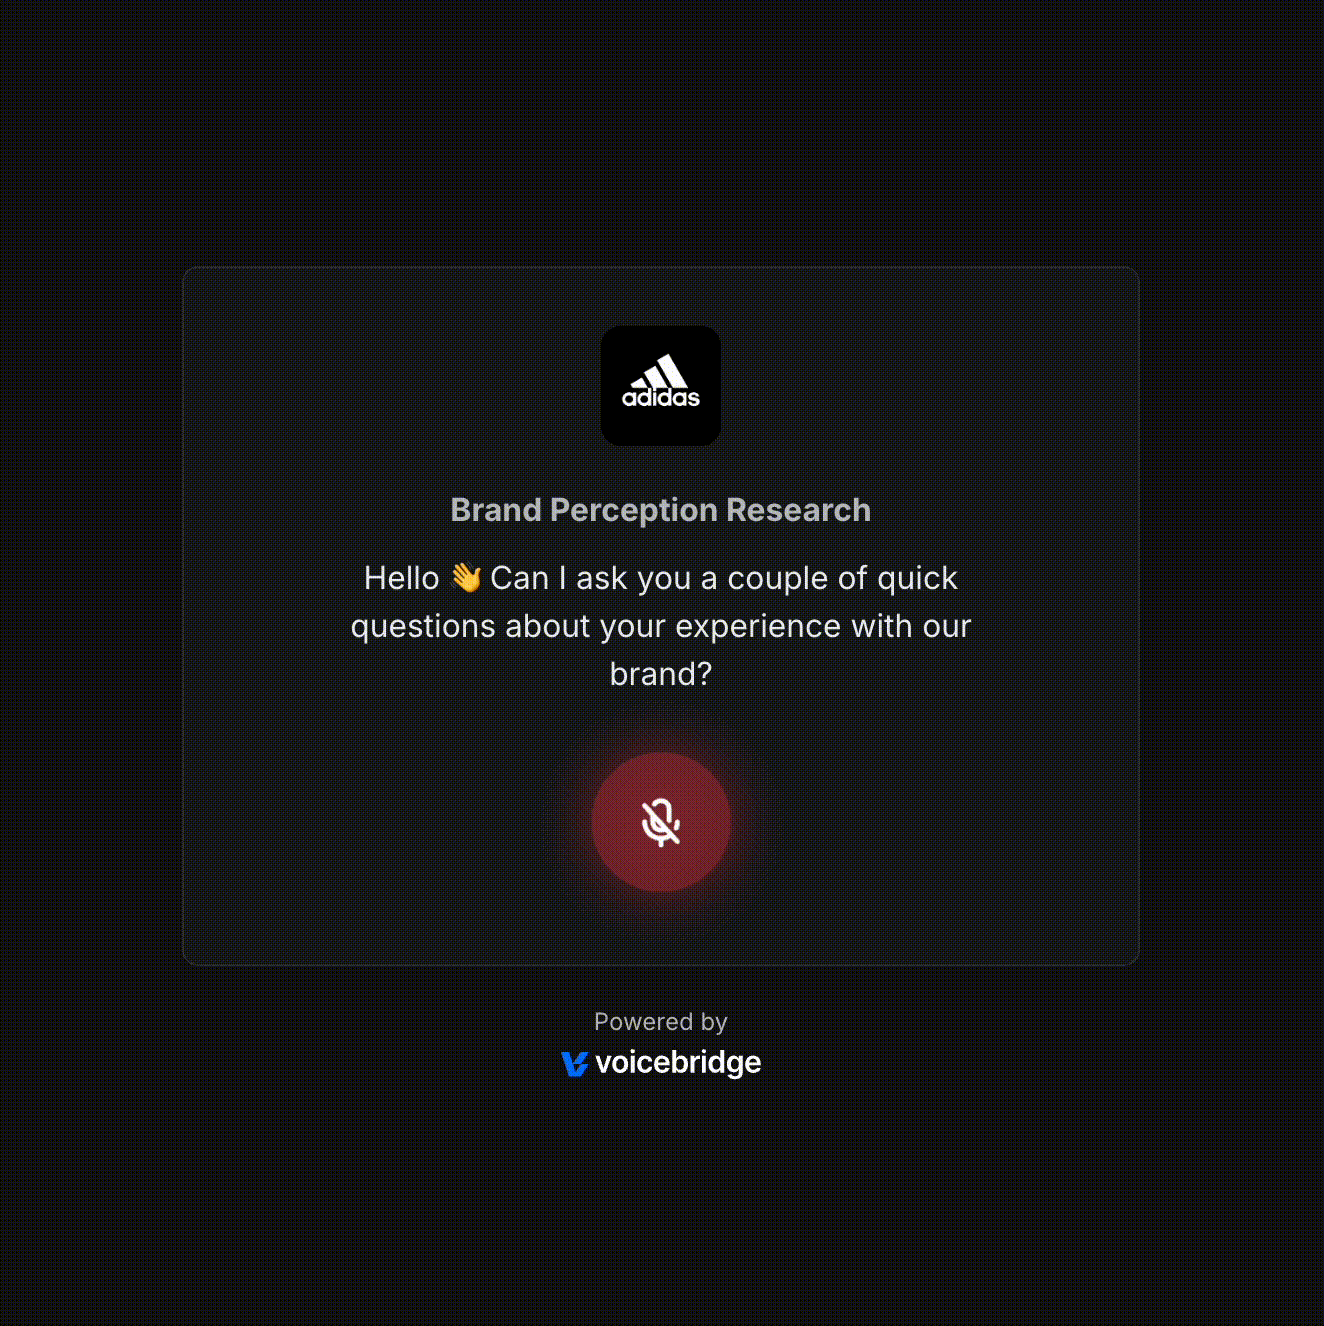 adidas
Brand Perception Research
Hello 👋 Can I ask you a couple of quick
questions about your experience with our
brand?
Powered by
voicebridge